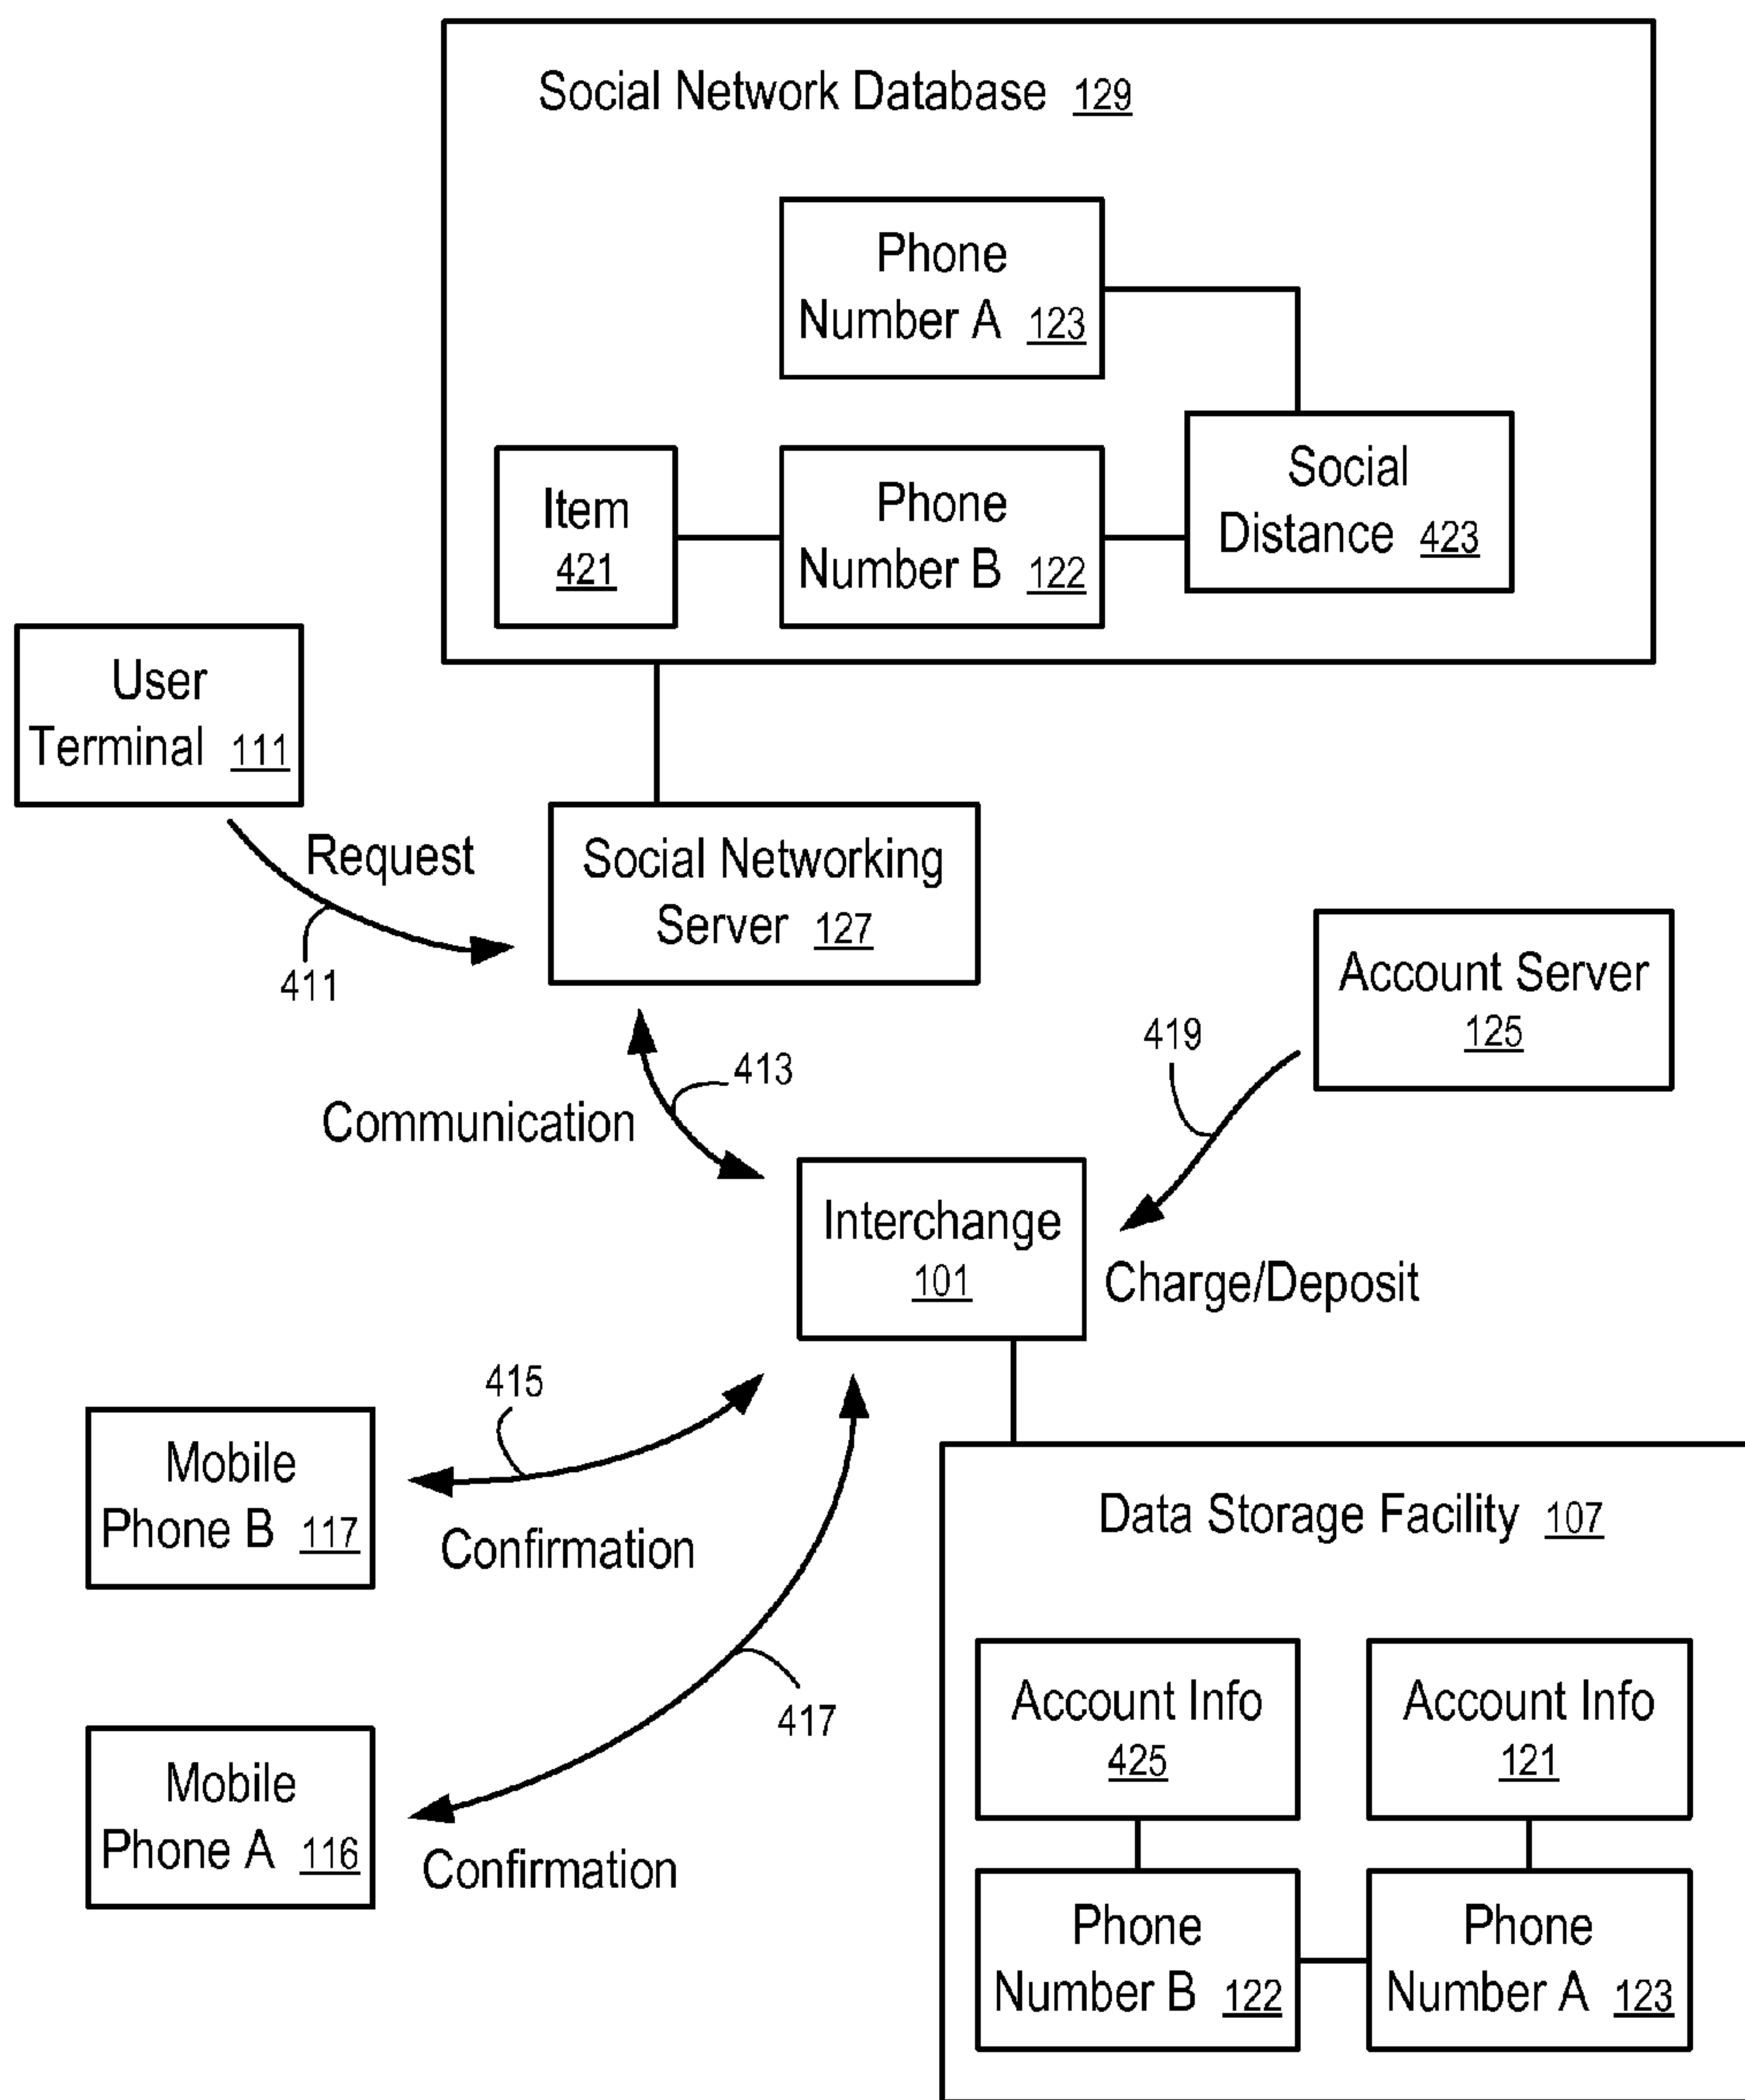 Social Network Database 129
Phone
Number A 123
Social
Distance 423
Item
421
Phone
Number B 122
User
Terminal 111
Request
411
Social Networking
Server 127
Account Server
125
413
419
Communication
Interchange
101
Charge/Deposit
415
Mobile
Phone B 117
Confirmation
Data Storage Facility 107
417
Mobile
Phone A 116
Confirmation
Account Info
425
Account Info
121
Phone
Number B 122
Phone
Number A 123